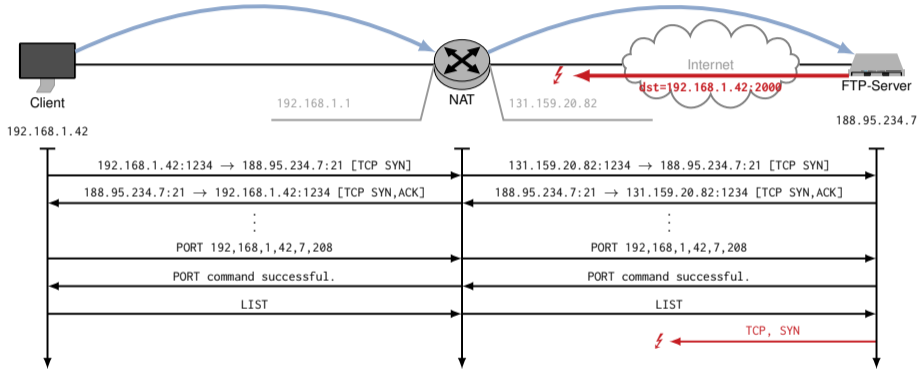 Internet
dst=192.168.1.42:2000
Client
NAT
FTP-Server
192.168.1.1
131.159.20.82
192.168.1.42
188.95.234.7
192.168.1.42:1234 → 188.95.234.7:21 [TCP SYN]
131.159.20.82:1234 → 188.95.234.7:21 [TCP SYN]
188.95.234.7:21 → 192.168.1.42:1234 [TCP SYN,ACK]
188.95.234.7:21 → 131.159.20.82:1234 [TCP SYN,ACK]
⋮
⋮
PORT 192,168,1,42,7,208
PORT 192,168,1,42,7,208
PORT command successful.
PORT command successful.
LIST
LIST
TCP, SYN